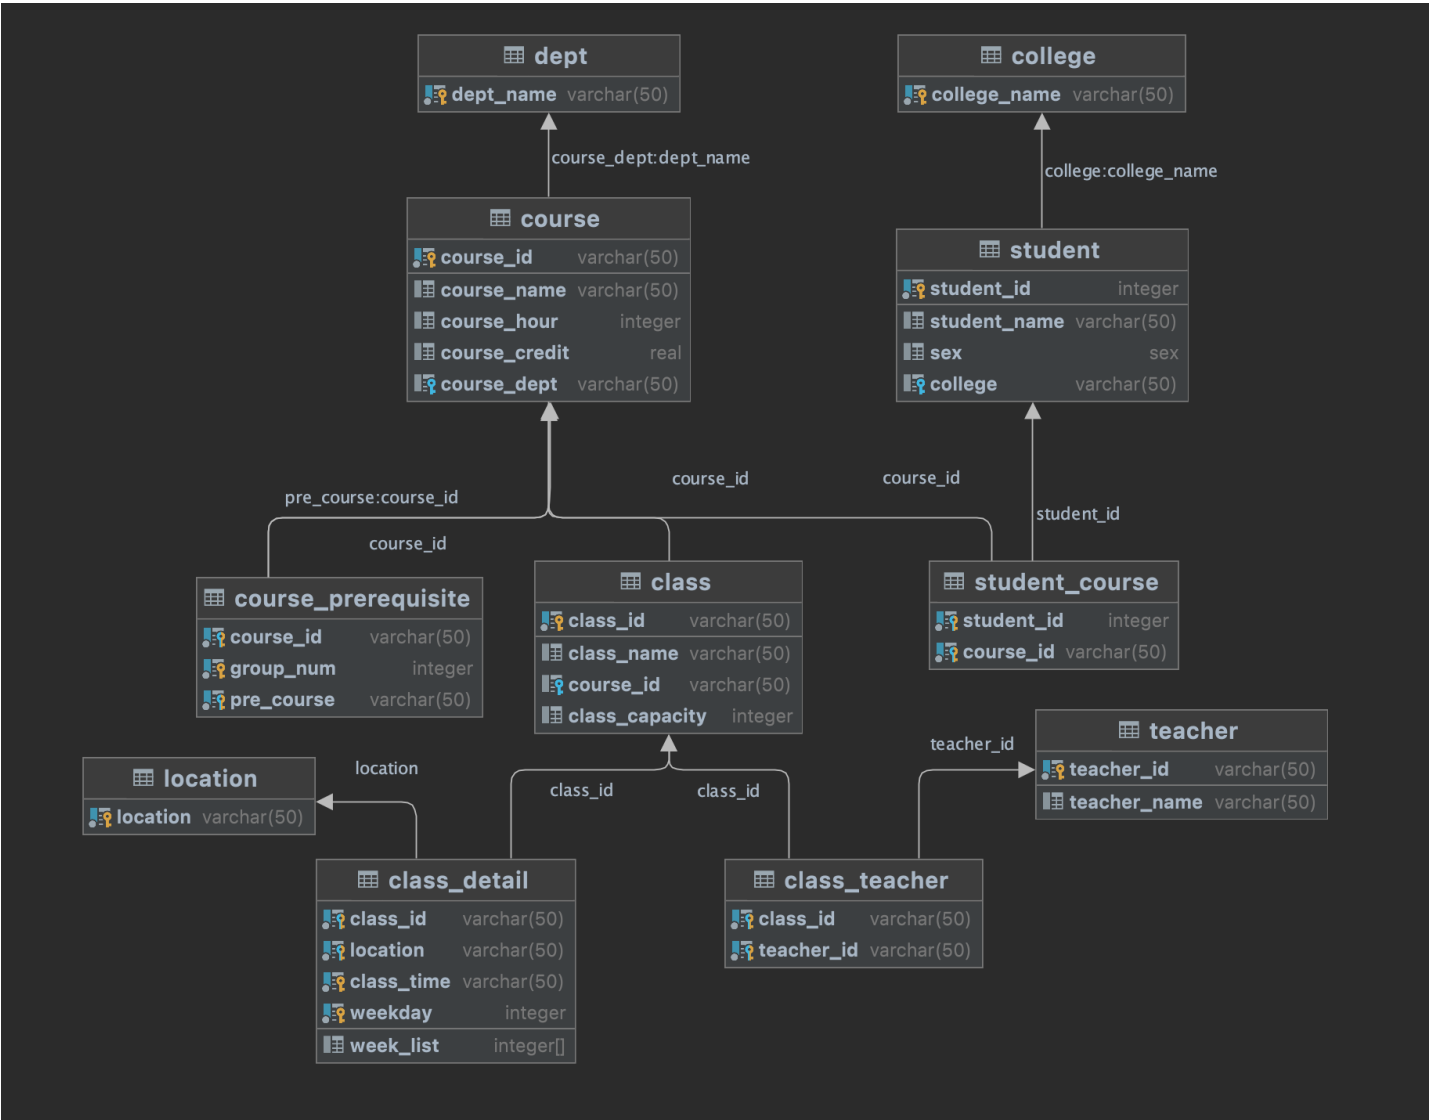 dept
dept_name varchar(50)
college
college_name varchar(50)
course_dept:dept_name
college:college_name
course
course_id varchar(50)
course_name varchar(50)
course_hour integer
course_credit real
course_dept varchar(50)
student
student_id integer
student_name varchar(50)
sex sex
college varchar(50)
pre_course:course_id
course_id
course_id
course_id
student_id
course_prerequisite
course_id varchar(50)
group_num integer
pre_course varchar(50)
class
class_id varchar(50)
class_name varchar(50)
course_id varchar(50)
class_capacity integer
student_course
student_id integer
course_id varchar(50)
teacher_id
teacher
teacher_id varchar(50)
teacher_name varchar(50)
location
location varchar(50)
location
class_id
class_id
class_detail
class_id varchar(50)
location varchar(50)
class_time varchar(50)
weekday integer
week_list integer[]
class_teacher
class_id varchar(50)
teacher_id varchar(50)